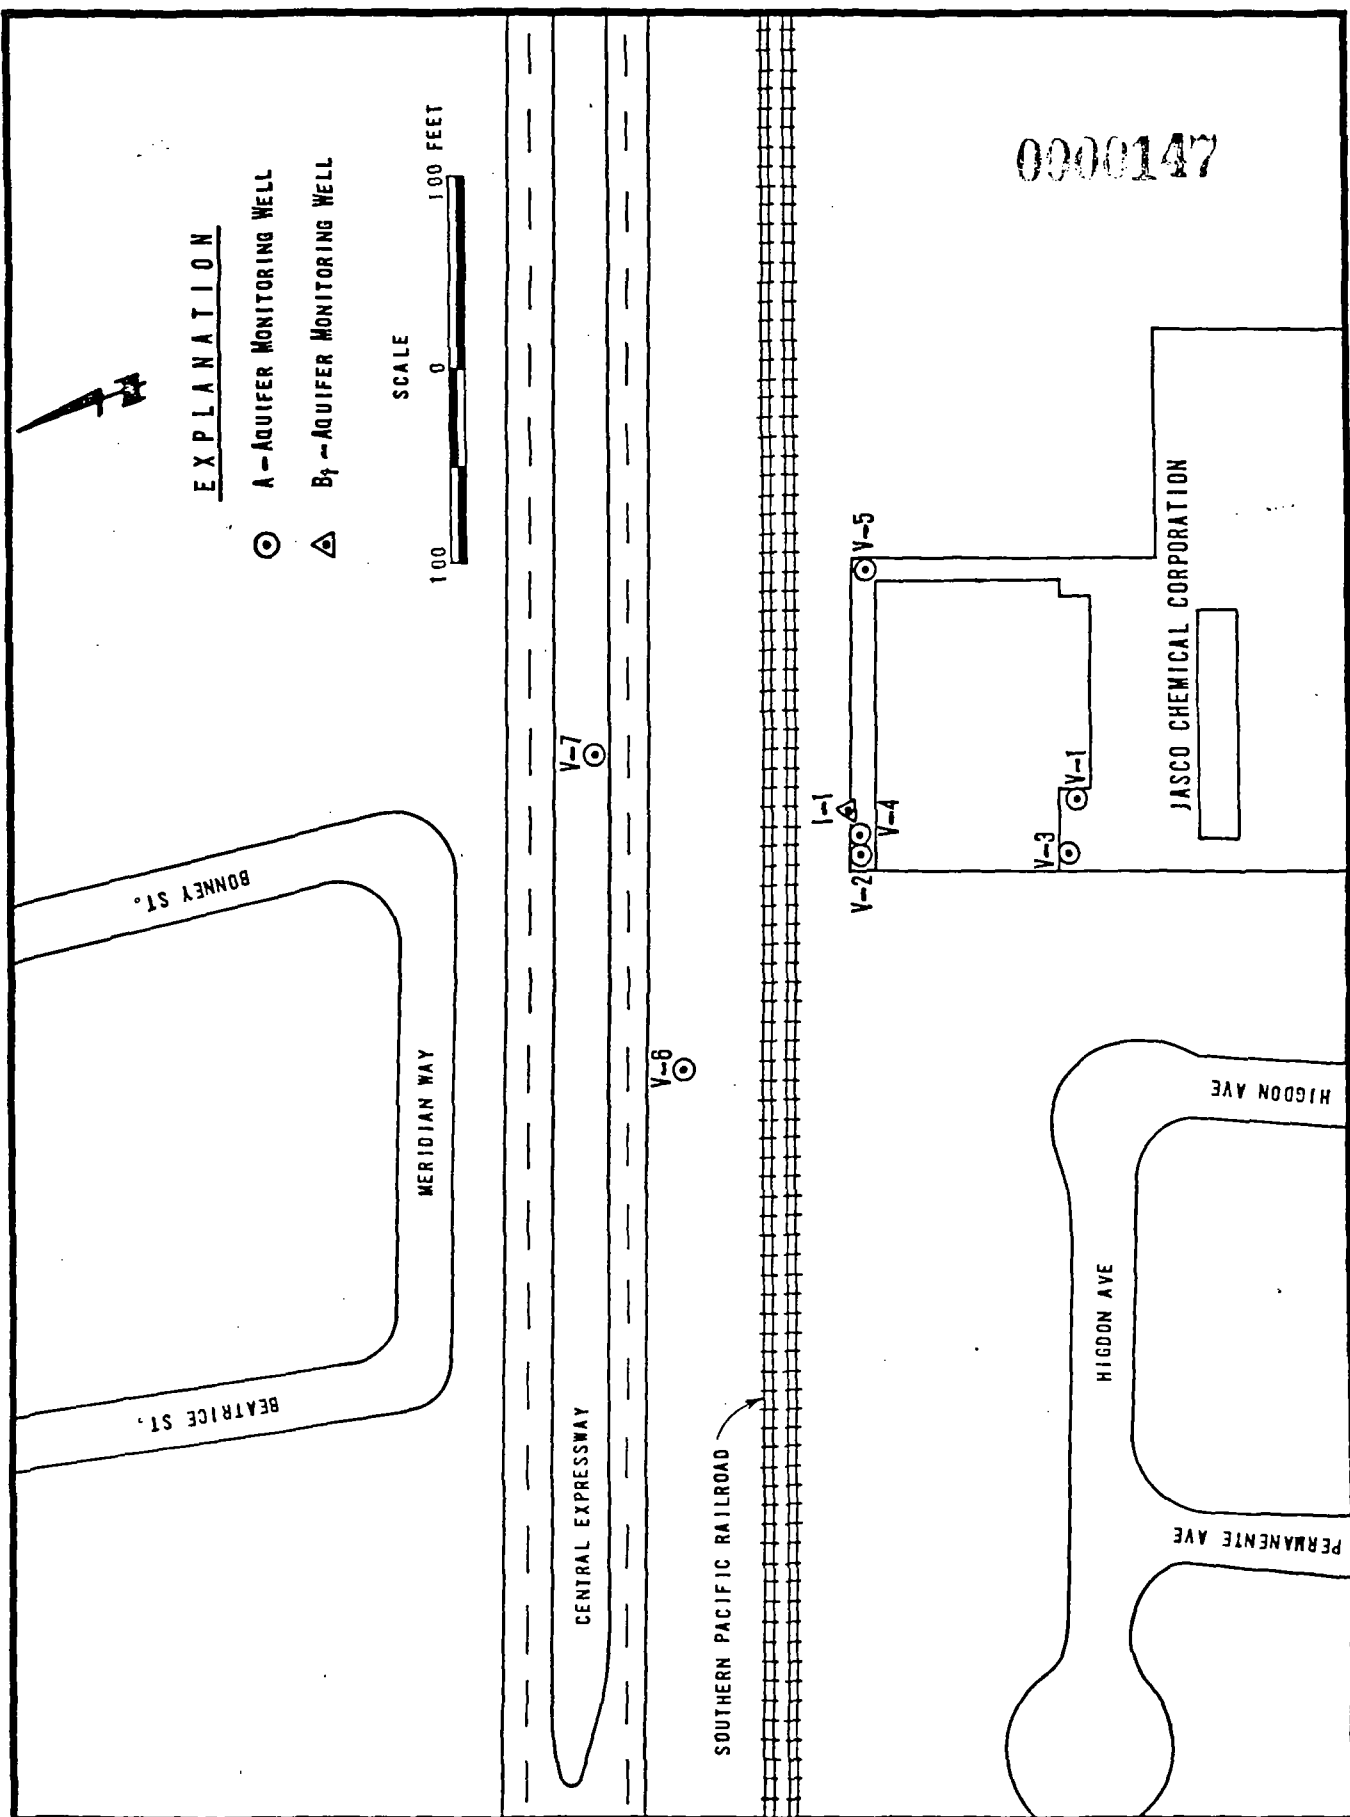 0900147
EXPLANATION
A-AQUIFER MONITORING WELL
B1-AQUIFER MONITORING WELL
SCALE
100 0 100 FEET
N
BONNEY ST.
MERIDIAN WAY
BEATRICE ST.
CENTRAL EXPRESSWAY
V-7
V-6
SOUTHERN PACIFIC RAILROAD
I-1
V-2
V-4
V-5
V-3
V-1
JASCO CHEMICAL CORPORATION
HIGDON AVE
HIGDON AVE
PERMANENTE AVE